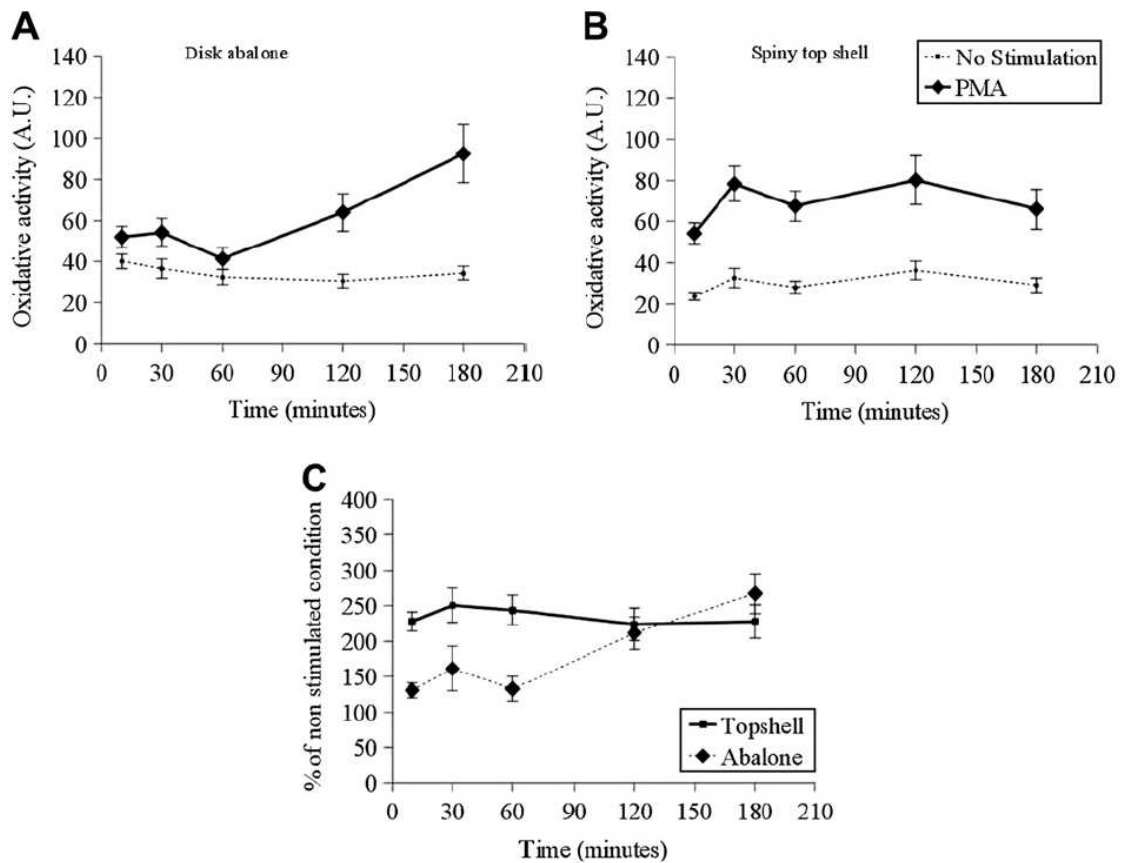 A
Disk abalone
Oxidative activity (A.U.)
140
120
100
80
60
40
20
0
0 30 60 90 120 150 180 210
Time (minutes)
B
Spiny top shell
No Stimulation
PMA
Oxidative activity (A.U.)
140
120
100
80
60
40
20
0
0 30 60 90 120 150 180 210
Time (minutes)
C
% of non stimulated condition
400
350
300
250
200
150
100
50
0
Topshell
Abalone
0 30 60 90 120 150 180 210
Time (minutes)